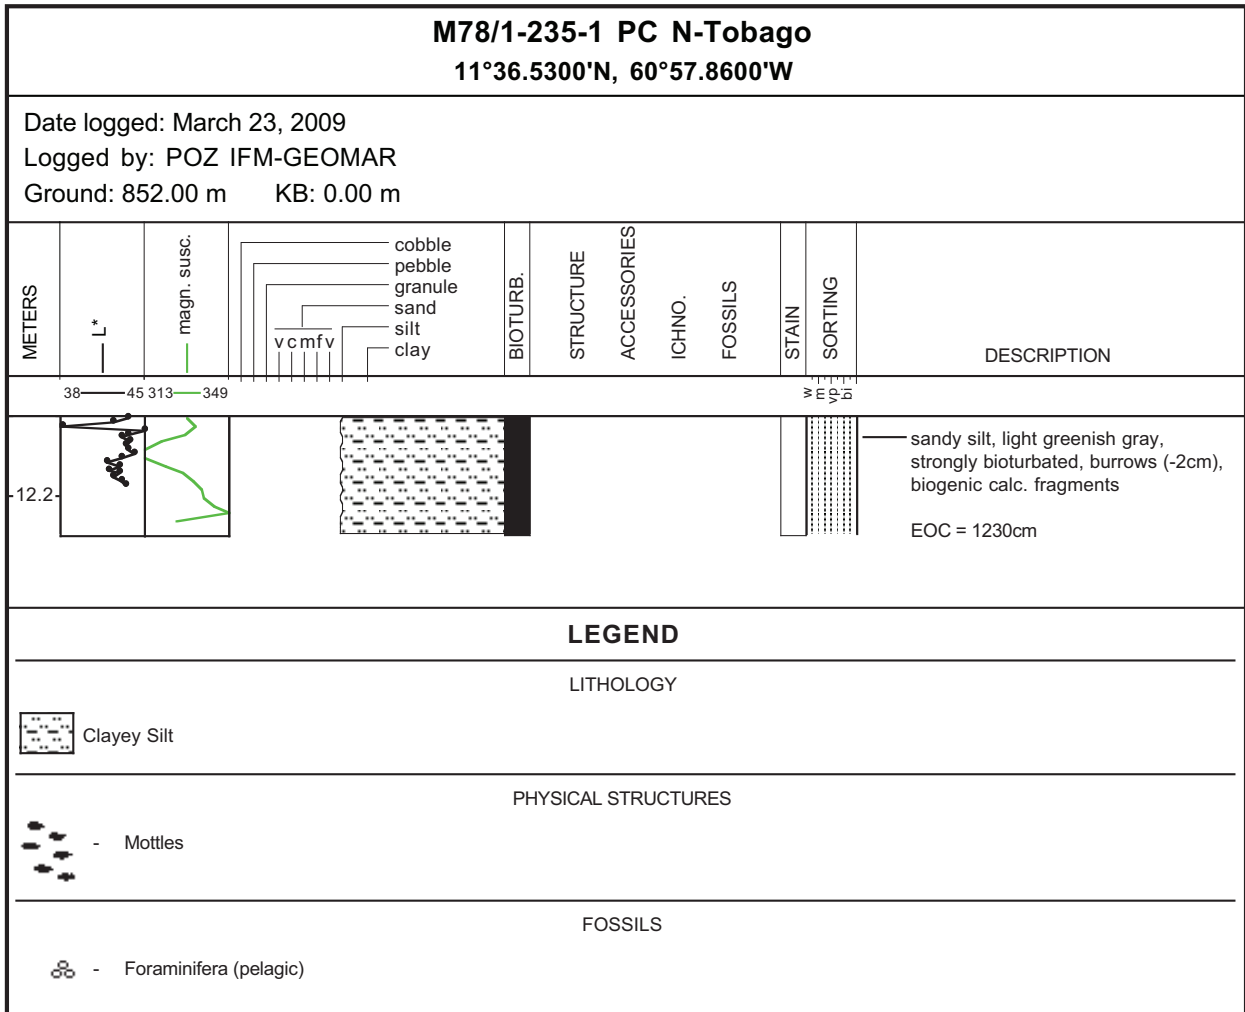 M78/1-235-1 PC N-Tobago
11°36.5300'N, 60°57.8600'W
Date logged: March 23, 2009
Logged by: POZ IFM-GEOMAR
Ground: 852.00 m KB: 0.00 m
METERS
L*
magn. susc.
cobble
pebble
granule
sand
silt
clay
v c m f v
BIOTURB.
STRUCTURE
ACCESSORIES
ICHNO.
FOSSILS
STAIN
SORTING
DESCRIPTION
38 45 313 349
w
m
vp
bi
sandy silt, light greenish gray,
strongly bioturbated, burrows (-2cm),
biogenic calc. fragments
EOC = 1230cm
12.2
LEGEND
LITHOLOGY
Clayey Silt
PHYSICAL STRUCTURES
- Mottles
FOSSILS
- Foraminifera (pelagic)